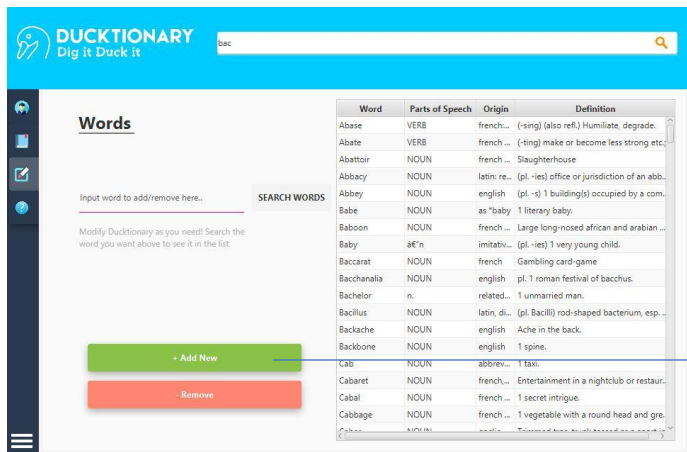 DUCKTIONARY
Dig it Duck it
bac
Words
Input word to add/remove here..
SEARCH WORDS
Modify Ducktionary as you need! Search the
word you want above to see it in the list
+ Add New
- Remove
Word Parts of Speech Origin Definition
Abase VERB french:... (-sing) (also refl.) Humiliate, degrade.
Abate VERB french ... (-ting) make or become less strong etc.;
Abattoir NOUN french ... Slaughterhouse
Abbacy NOUN latin: re... (pl. -ies) office or jurisdiction of an abb..
Abbey NOUN english (pl. -s) 1 building(s) occupied by a com..
Babe NOUN as *baby 1 literary baby.
Baboon NOUN french ... Large long-nosed african and arabian ...
Baby â€˜n imitativ... (pl. -ies) 1 very young child.
Baccarat NOUN french Gambling card-game
Bacchanalia NOUN english pl. 1 roman festival of bacchus.
Bachelor n. related... 1 unmarried man.
Bacillus NOUN latin, di... (pl. Bacilli) rod-shaped bacterium, esp. ..
Backache NOUN english Ache in the back.
Backbone NOUN english 1 spine.
Cab NOUN abbrev... 1 taxi.
Cabaret NOUN french,... Entertainment in a nightclub or restaur..
Cabal NOUN french ... 1 secret intrigue.
Cabbage NOUN french ... 1 vegetable with a round head and gre..